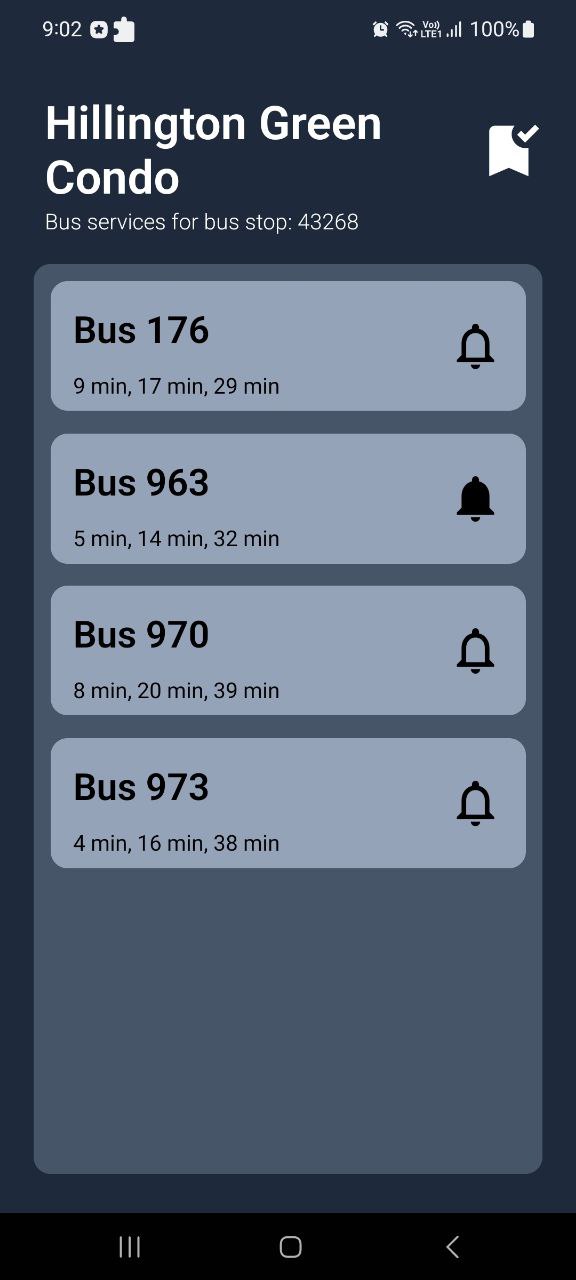 9:02
Vo))
LTE1
100%
Hillington Green
Condo
Bus services for bus stop: 43268
Bus 176
9 min, 17 min, 29 min
Bus 963
5 min, 14 min, 32 min
Bus 970
8 min, 20 min, 39 min
Bus 973
4 min, 16 min, 38 min